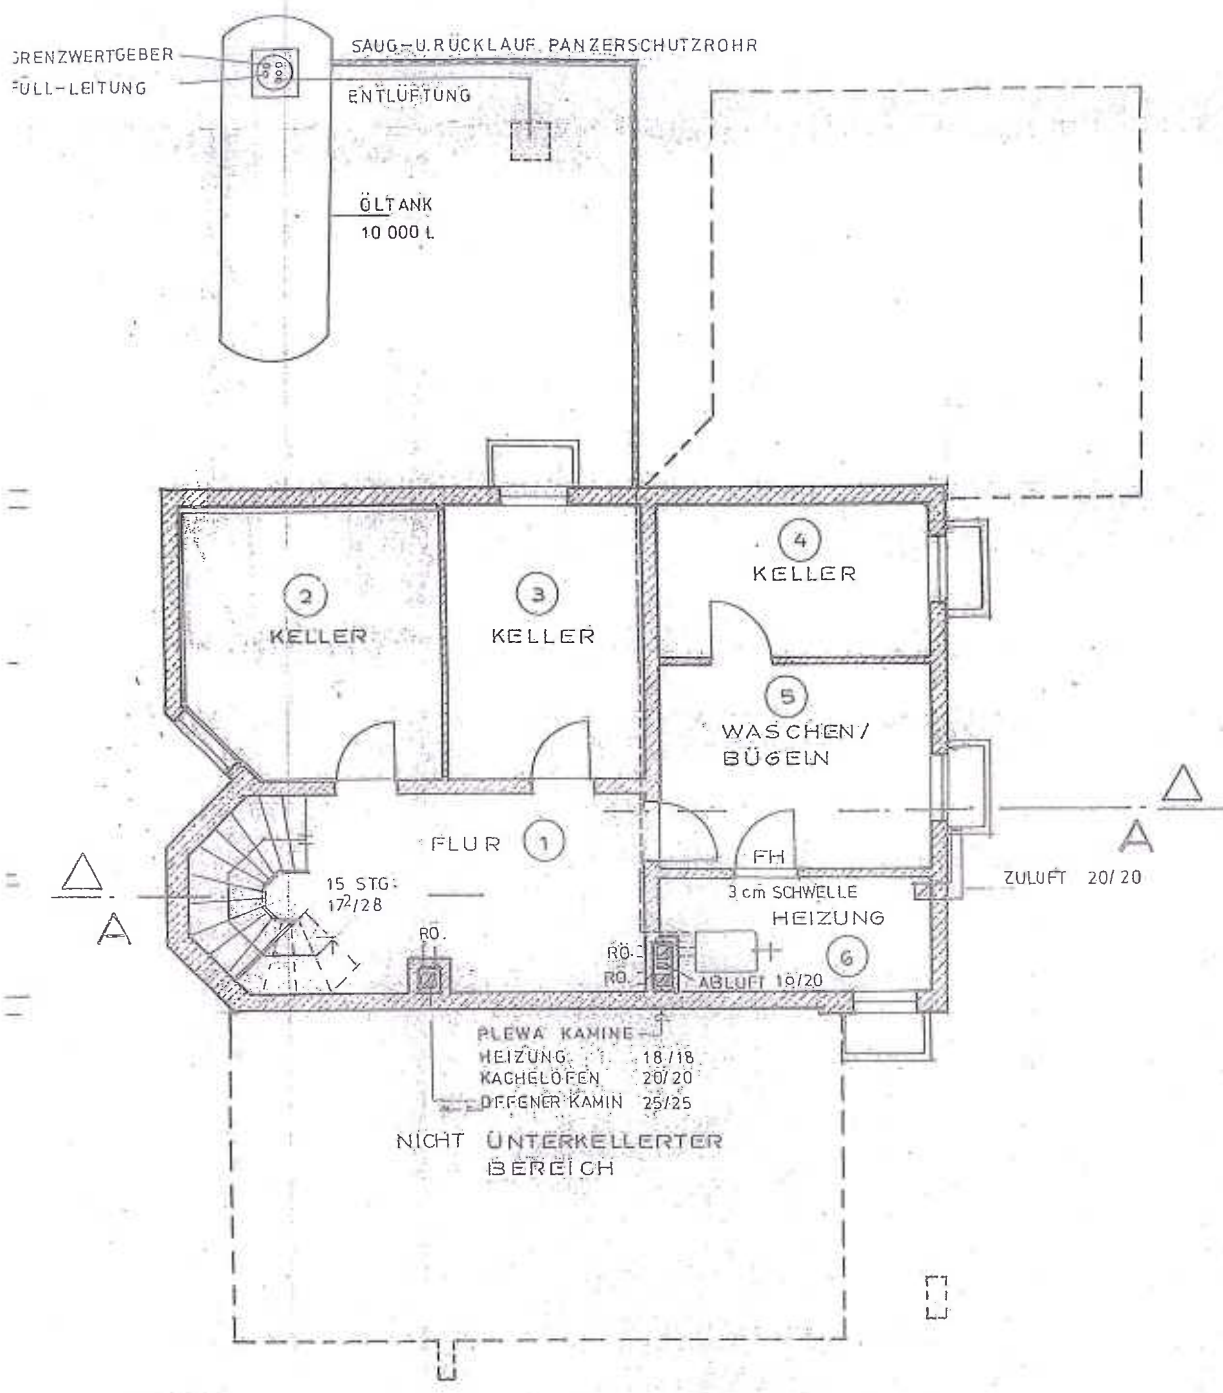 GRENZWERTGEBER
FÜLL-LEITUNG
SAUG-U.RÜCKLAUF PANZERSCHUTZROHR
ENTLÜFTUNG
ÖLTANK
10 000 L
2
KELLER
3
KELLER
4
KELLER
5
WASCHEN/
BÜGELN
FLUR 1
15 STG.
17²/28
RÖ.
FH
3 cm SCHWELLE
HEIZUNG
6
RÖ.
RÖ.
ABLUFT 18/20
ZULUFT 20/20
A
A
PLEWA KAMINE
HEIZUNG 18/18
KACHELOFEN 20/20
OFFENER KAMIN 25/25
NICHT UNTERKELLERTER
BEREICH